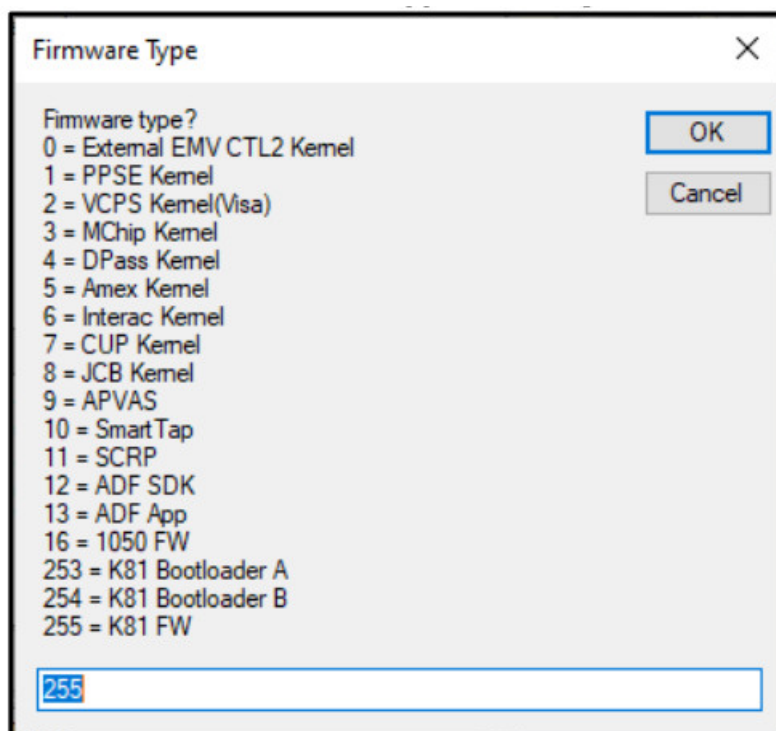 Firmware Type
Firmware type?
0 = External EMV CTL2 Kernel
1 = PPSE Kernel
2 = VCPS Kernel(Visa)
3 = MChip Kernel
4 = DPass Kernel
5 = Amex Kernel
6 = Interac Kernel
7 = CUP Kernel
8 = JCB Kernel
9 = APVAS
10 = SmartTap
11 = SCRP
12 = ADF SDK
13 = ADF App
16 = 1050 FW
253 = K81 Bootloader A
254 = K81 Bootloader B
255 = K81 FW
OK
Cancel
255